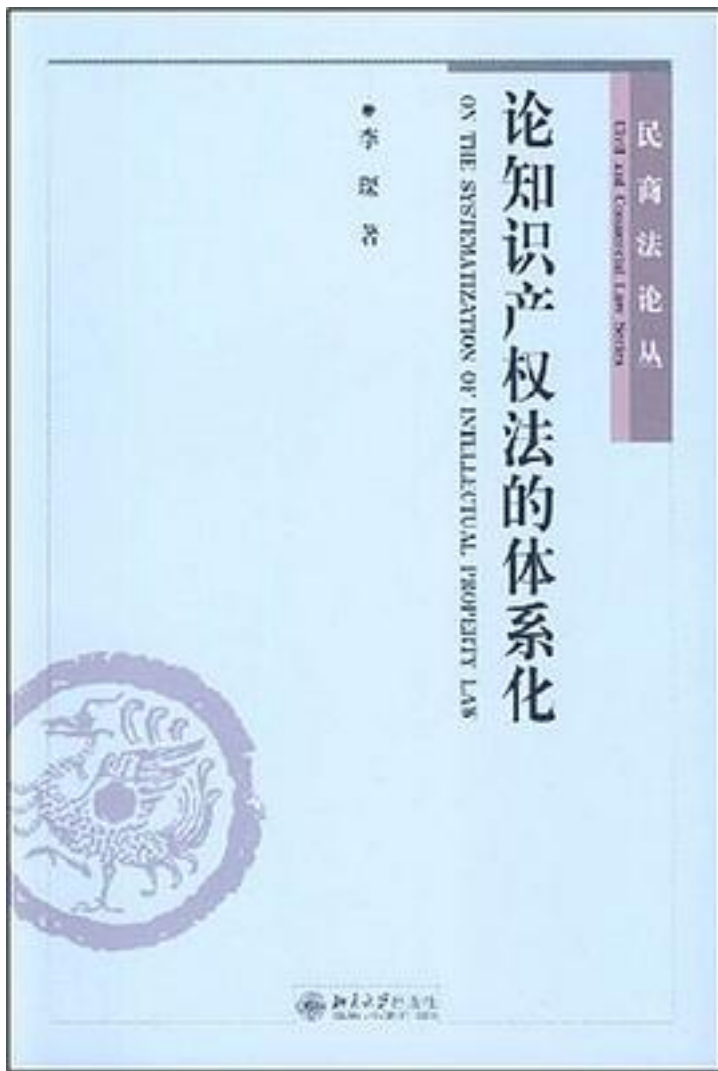 民商法论丛
Civil and Commercial Law Series
论知识产权法的体系化
ON THE SYSTEMATIZATION OF INTELLECTUAL PROPERTY LAW
李琛 著
北京大学出版社